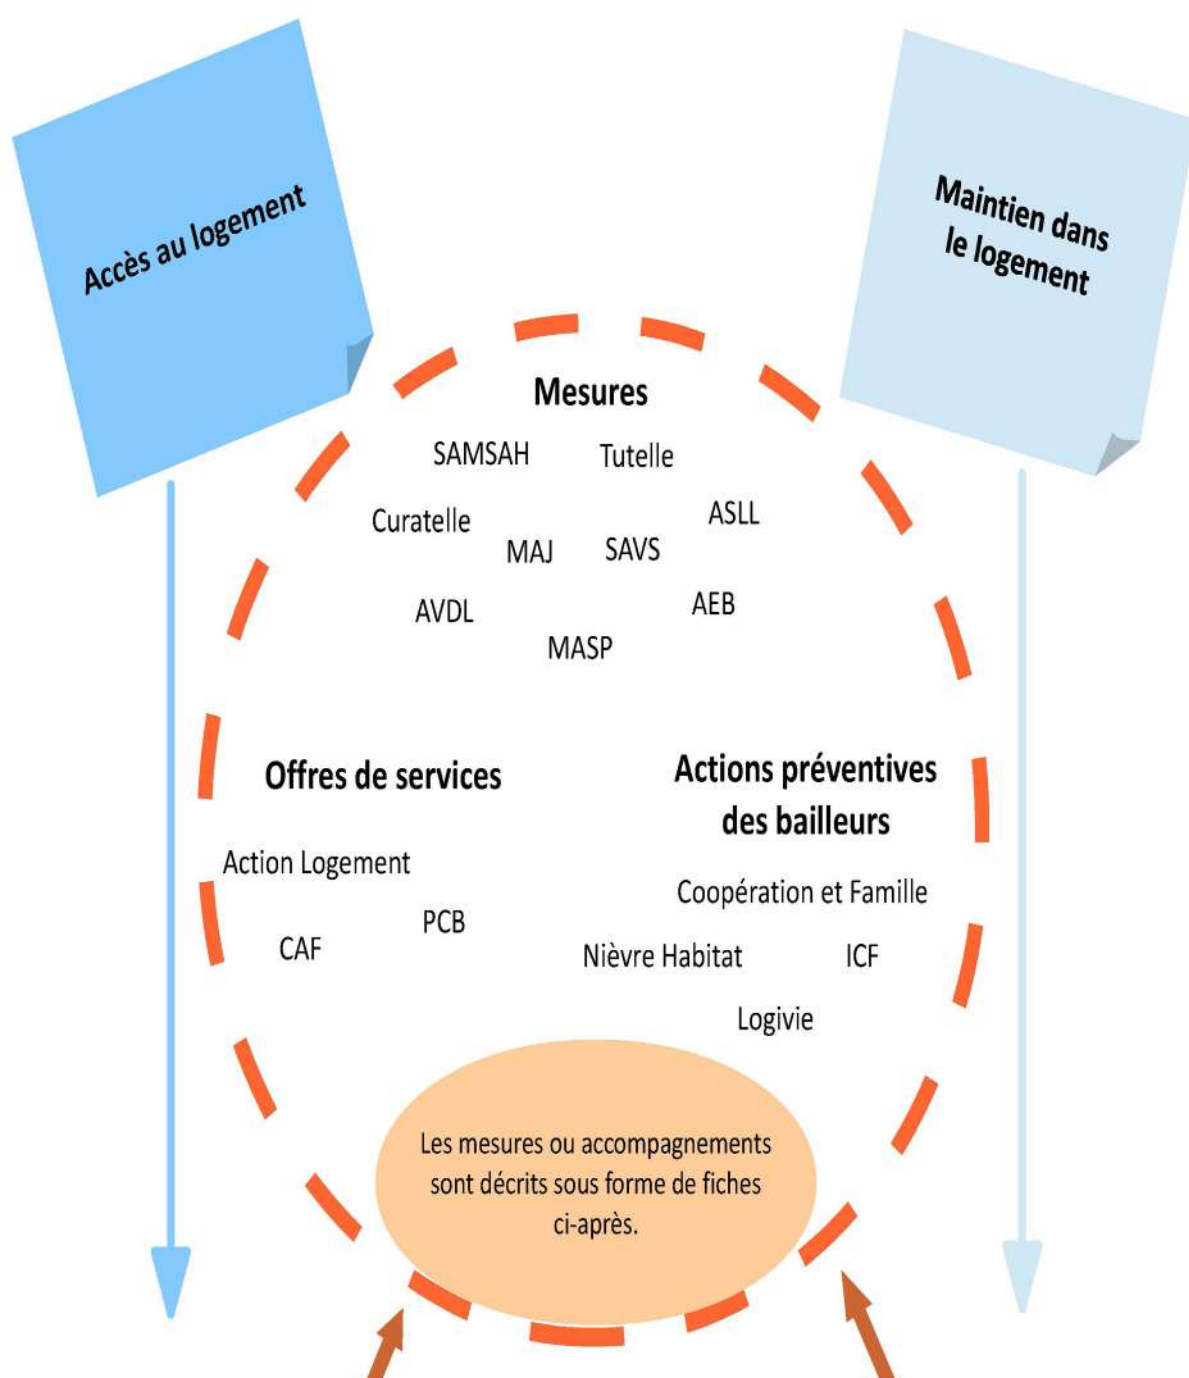 Accès au logement
Maintien dans
le logement
Mesures
SAMSAH
Tutelle
Curatelle
ASLL
MAJ
SAVS
AVDL
AEB
MASP
Offres de services
Action Logement
PCB
CAF
Actions préventives
des bailleurs
Coopération et Famille
Nièvre Habitat
ICF
Logivie
Les mesures ou accompagnements
sont décrits sous forme de fiches
ci-après.